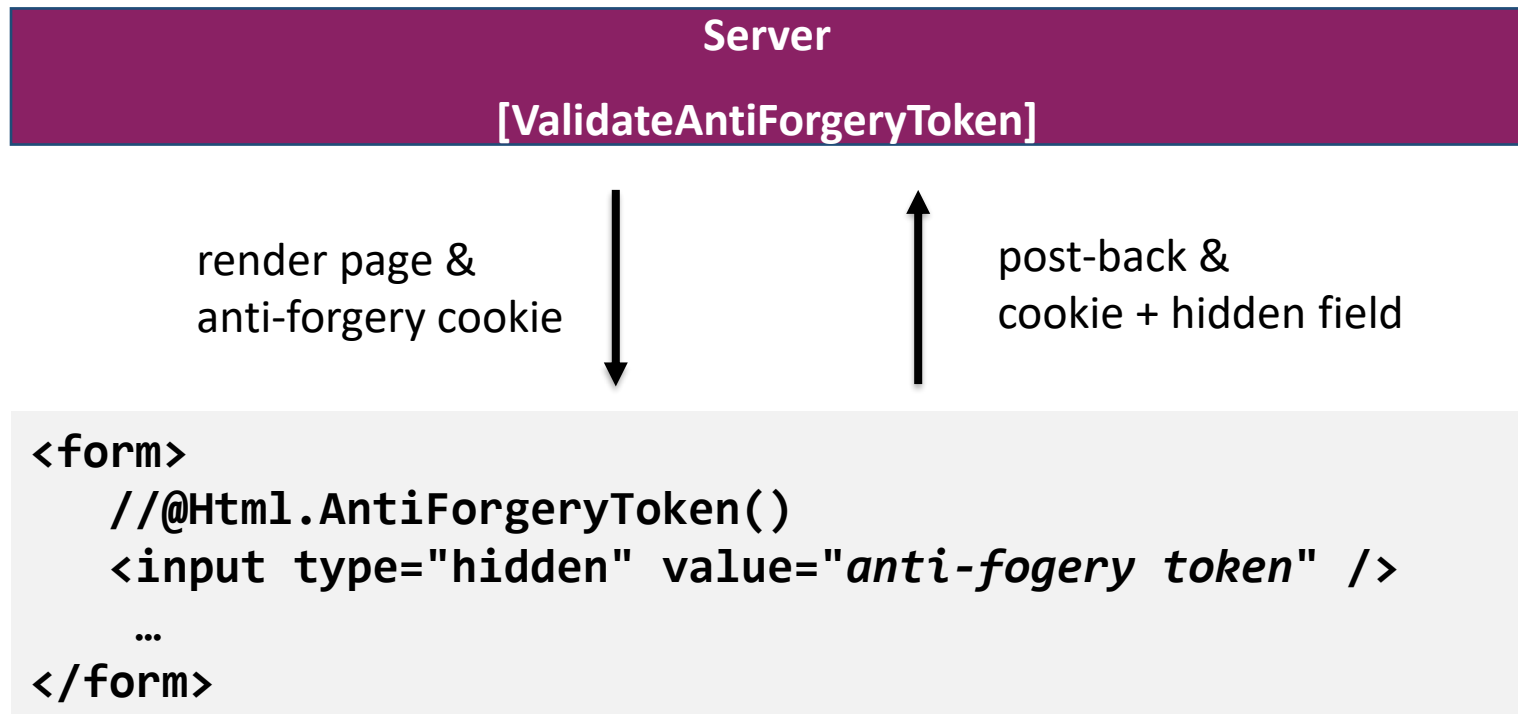 Server
[ValidateAntiForgeryToken]
render page &
anti-forgery cookie
post-back &
cookie + hidden field
<form>
//@Html.AntiForgeryToken()
<input type="hidden" value="anti-fogery token" />
…
</form>